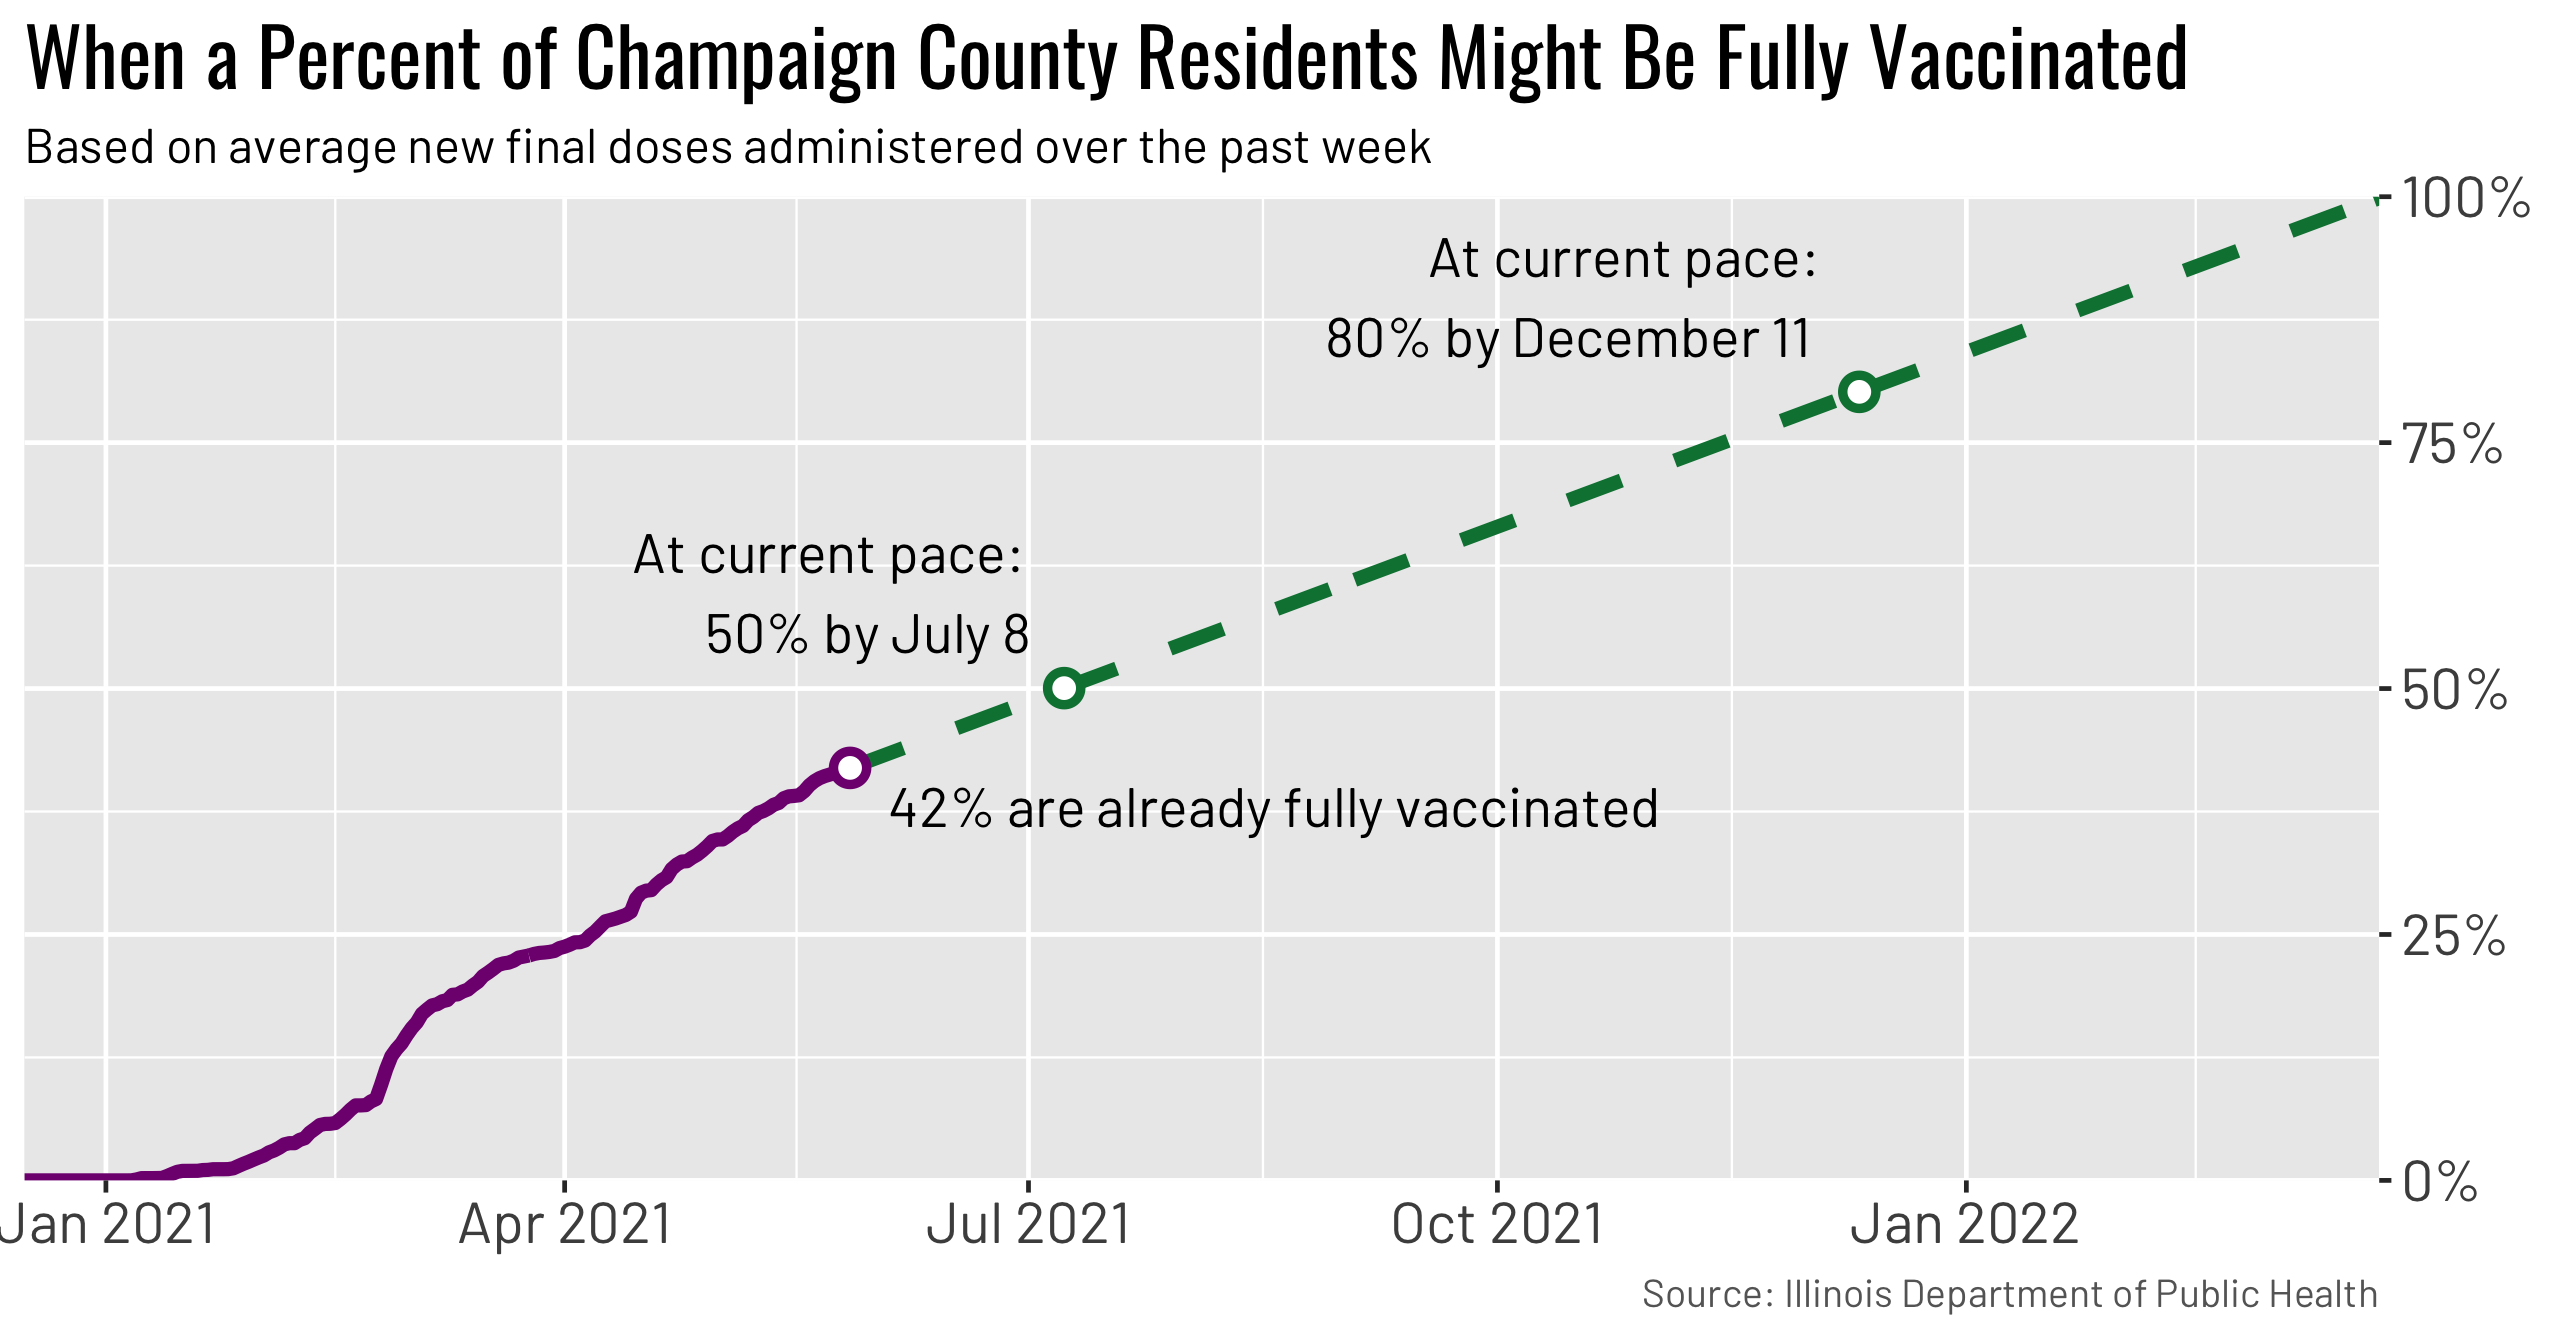 When a Percent of Champaign County Residents Might Be Fully Vaccinated
Based on average new final doses administered over the past week
100%
At current pace:
80% by December 11
75%
At current pace:
50% by July 8
50%
42% are already fully vaccinated
25%
0%
Jan 2021
Apr 2021
Jul 2021
Oct 2021
Jan 2022
Source: Illinois Department of Public Health